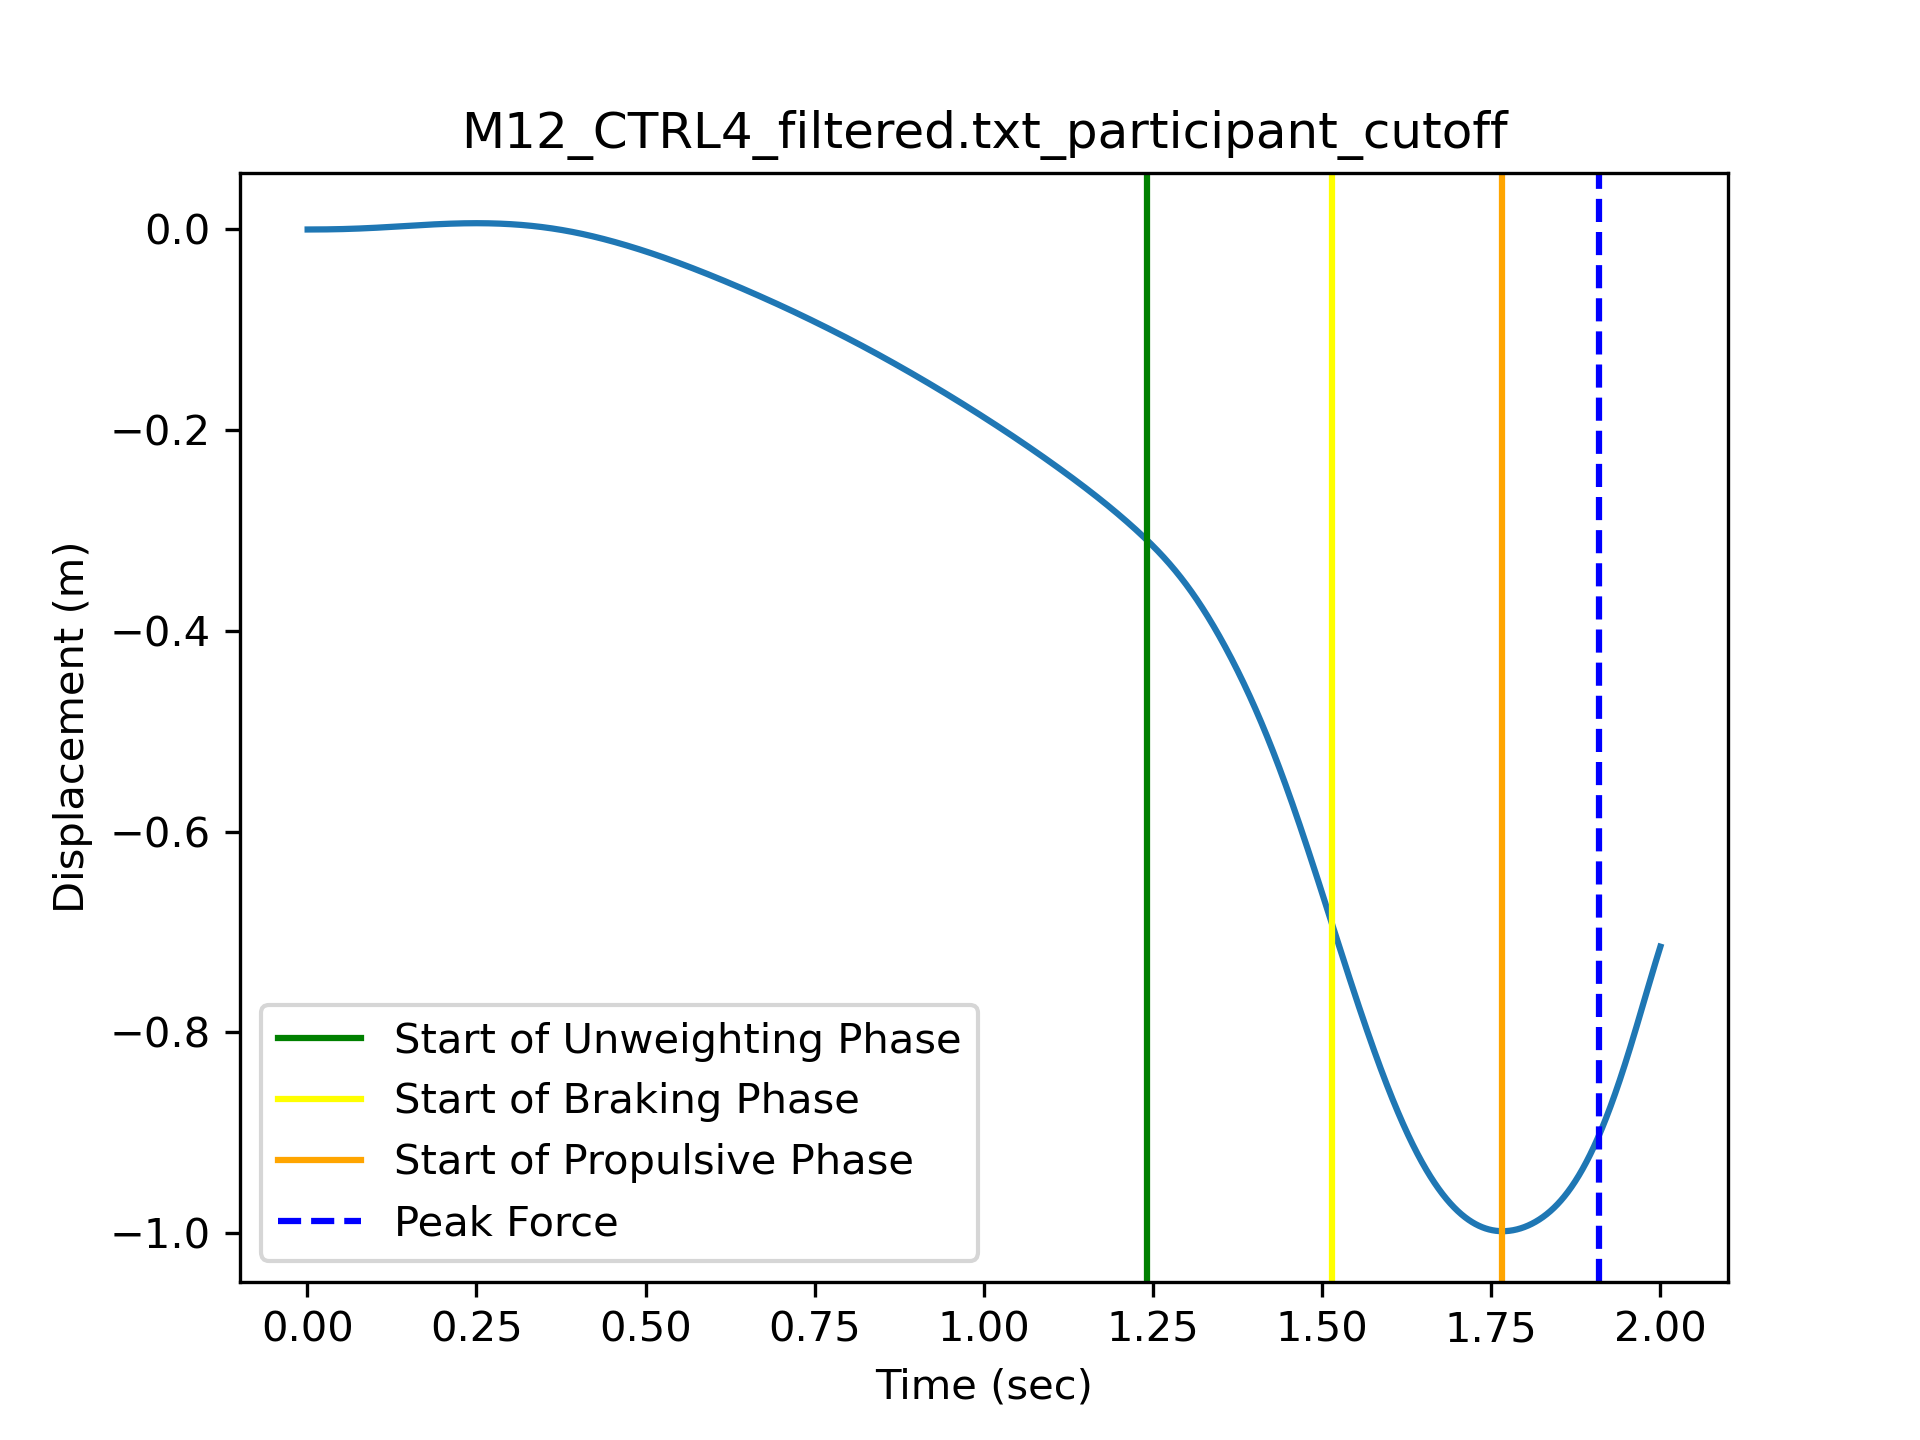 M12_CTRL4_filtered.txt_participant_cutoff
Displacement (m)
0.0
−0.2
−0.4
−0.6
−0.8
−1.0
Start of Unweighting Phase
Start of Braking Phase
Start of Propulsive Phase
Peak Force
0.00 0.25 0.50 0.75 1.00 1.25 1.50 1.75 2.00
Time (sec)